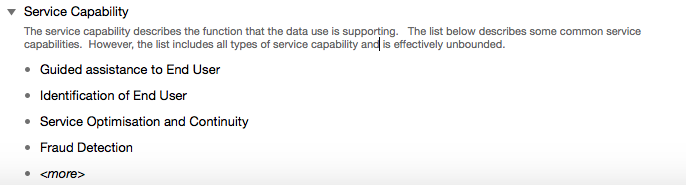 Service Capability
The service capability describes the function that the data use is supporting.   The list below describes some common service
capabilities.  However, the list includes all types of service capability and is effectively unbounded.
Guided assistance to End User
Identification of End User
Service Optimisation and Continuity
Fraud Detection
<more>